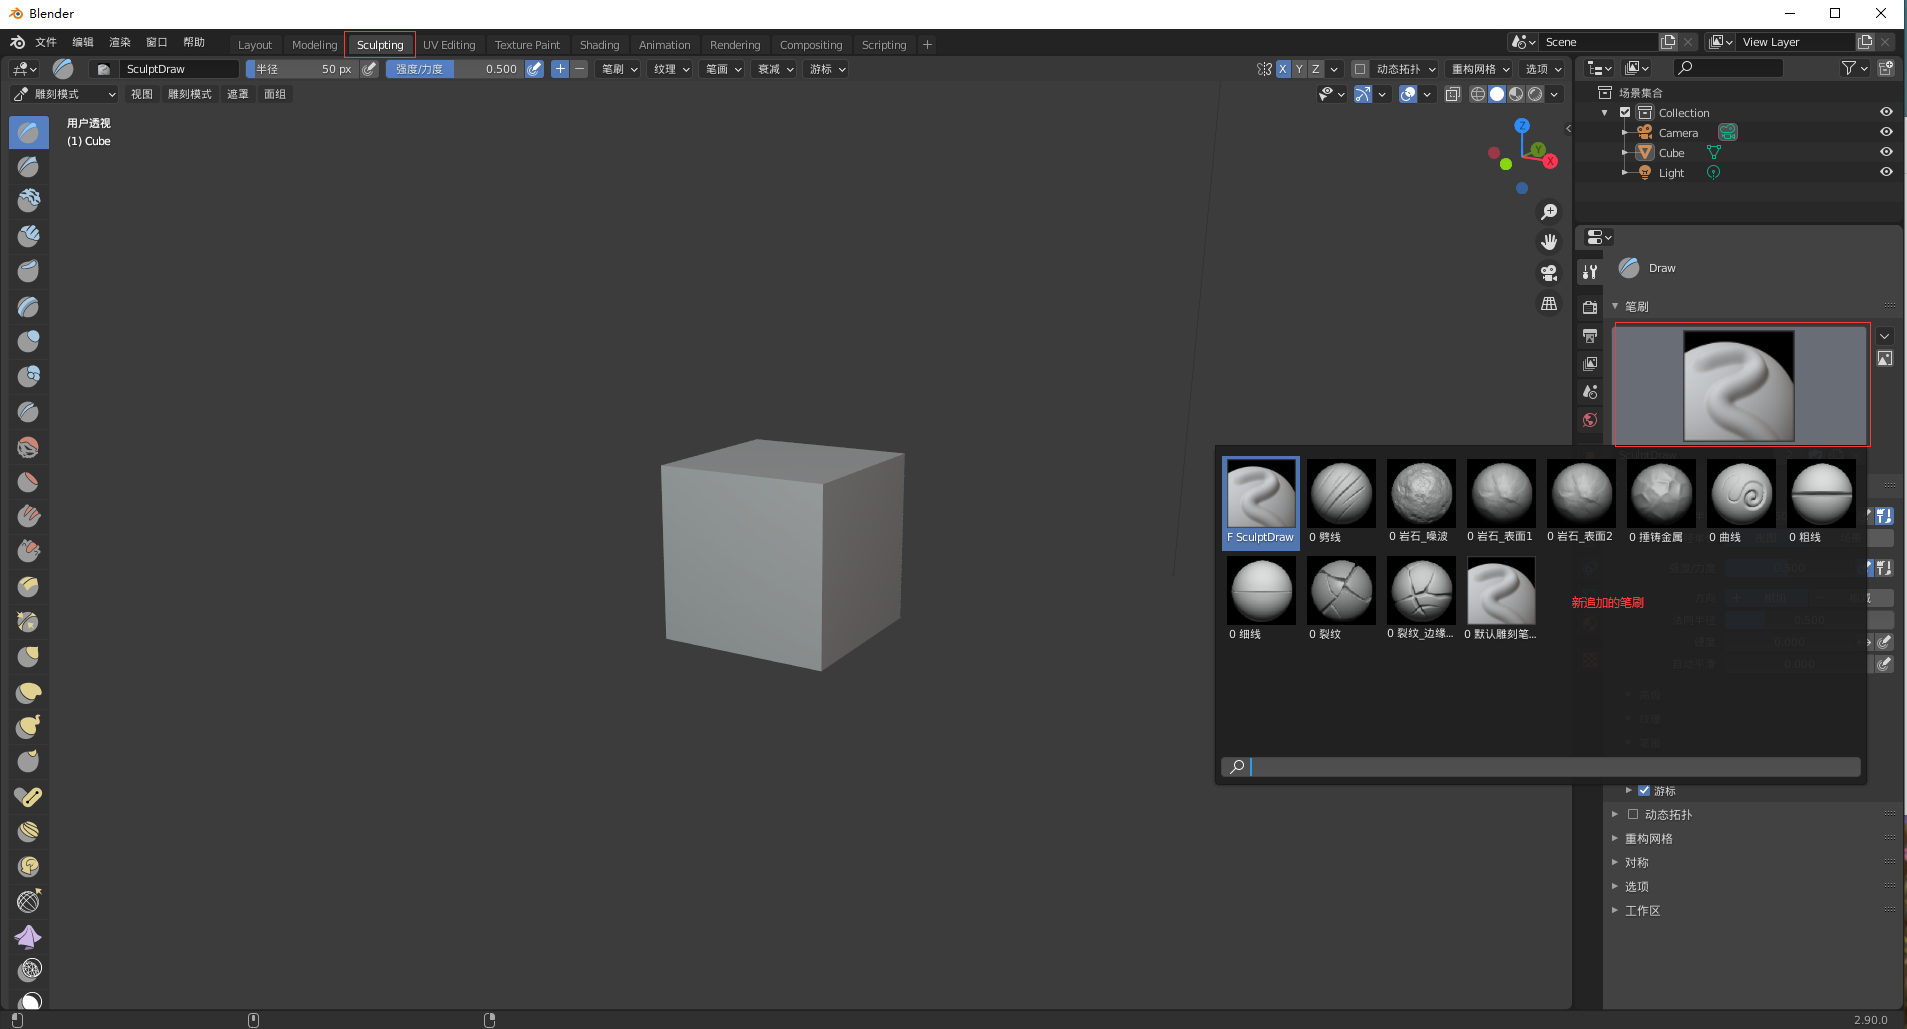 Blender
文件 编辑 渲染 窗口 帮助 Layout Modeling Sculpting UV Editing Texture Paint Shading Animation Rendering Compositing Scripting + Scene View Layer
SculptDraw 半径 50 px 强度/力度 0.500 + − 笔刷 纹理 笔画 衰减 游标 X Y Z 动态拓扑 重构网格 选项
雕刻模式 视图 雕刻模式 遮罩 面组
用户透视
(1) Cube
Z
Y
X
场景集合
Collection
Camera
Cube
Light
Draw
笔刷
F SculptDraw 0 劈线 0 岩石_噪波 0 岩石_表面1 0 岩石_表面2 0 捶铸金属 0 曲线 0 粗线
0 细线 0 裂纹 0 裂纹_边缘... 0 默认雕刻笔...
新追加的笔刷
0.500
0.500
0.000
0.000
游标
动态拓扑
重构网格
对称
选项
工作区
2.90.0